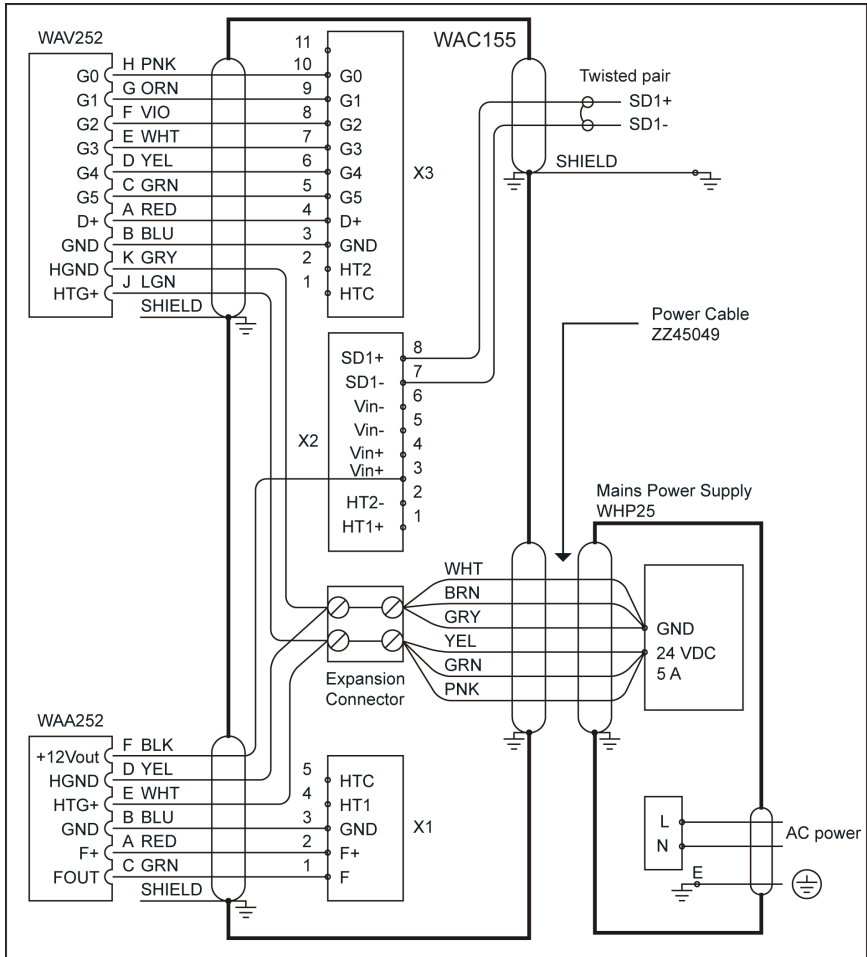 WAV252
WAC155
11
G0 H PNK 10 G0
G1 G ORN 9 G1
G2 F VIO 8 G2
G3 E WHT 7 G3
G4 D YEL 6 G4
G5 C GRN 5 G5
D+ A RED 4 D+
GND B BLU 3 GND
HGND K GRY 2 HT2
HTG+ J LGN 1 HTC
SHIELD
X3
Twisted pair
SD1+
SD1-
SHIELD
Power Cable
ZZ45049
X2
SD1+ 8
SD1- 7
Vin- 6
Vin- 5
Vin+ 4
Vin+ 3
HT2- 2
HT1+ 1
Mains Power Supply
WHP25
WHT
BRN
GRY
YEL
GRN
PNK
GND
24 VDC
5 A
Expansion
Connector
WAA252
+12Vout F BLK
HGND D YEL 5 HTC
HTG+ E WHT 4 HT1
GND B BLU 3 GND
F+ A RED 2 F+
FOUT C GRN 1 F
SHIELD
X1
L
N
AC power
E